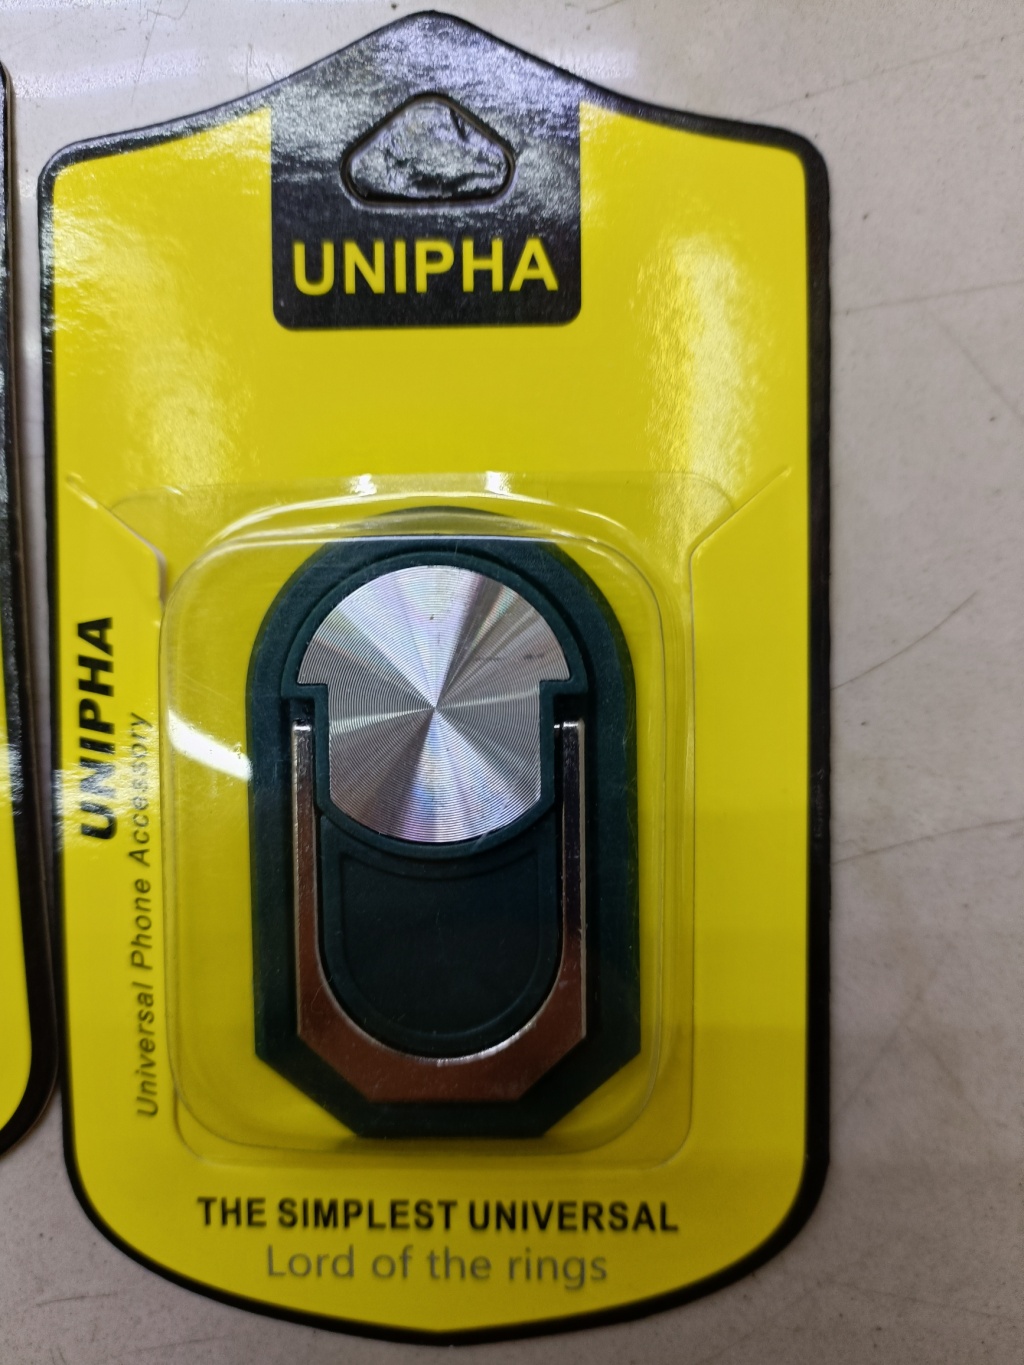 UNIPHA
UNIPHA
Universal Phone Accessory
THE SIMPLEST UNIVERSAL
Lord of the rings